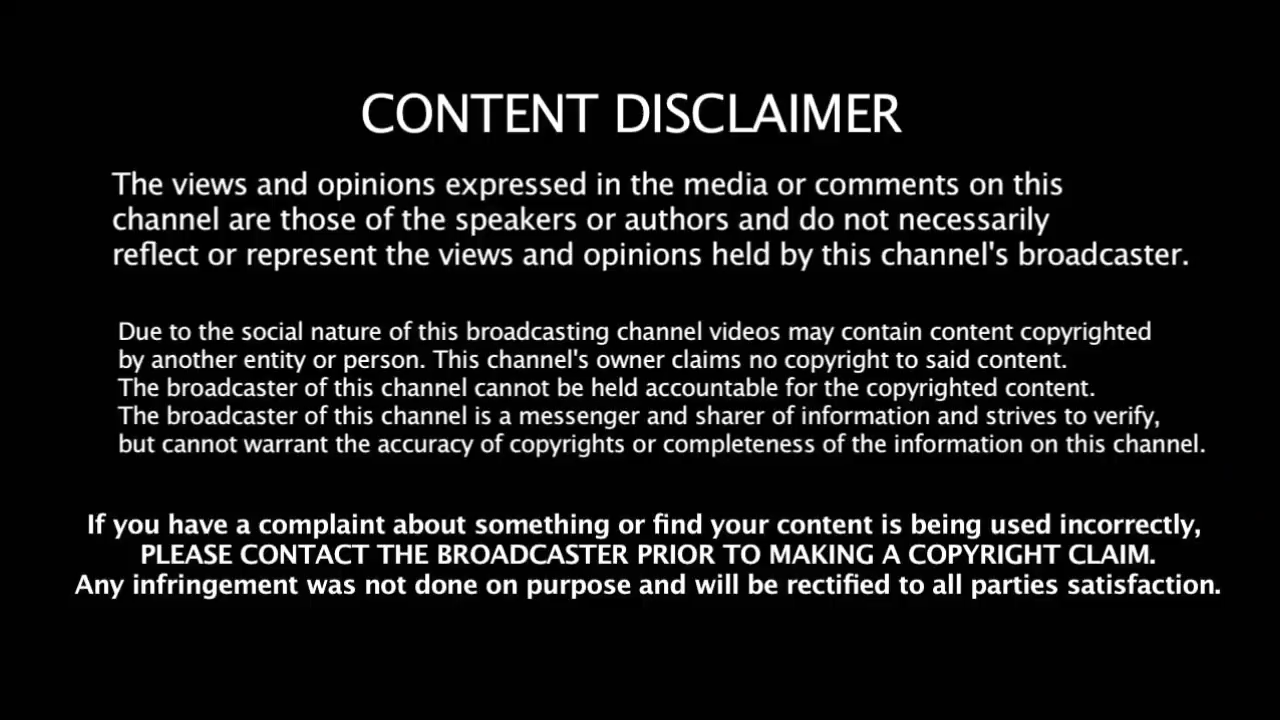 CONTENT DISCLAIMER
The views and opinions expressed in the media or comments on this
channel are those of the speakers or authors and do not necessarily
reflect or represent the views and opinions held by this channel's broadcaster.
Due to the social nature of this broadcasting channel videos may contain content copyrighted
by another entity or person. This channel's owner claims no copyright to said content.
The broadcaster of this channel cannot be held accountable for the copyrighted content.
The broadcaster of this channel is a messenger and sharer of information and strives to verify,
but cannot warrant the accuracy of copyrights or completeness of the information on this channel.
If you have a complaint about something or find your content is being used incorrectly,
PLEASE CONTACT THE BROADCASTER PRIOR TO MAKING A COPYRIGHT CLAIM.
Any infringement was not done on purpose and will be rectified to all parties satisfaction.